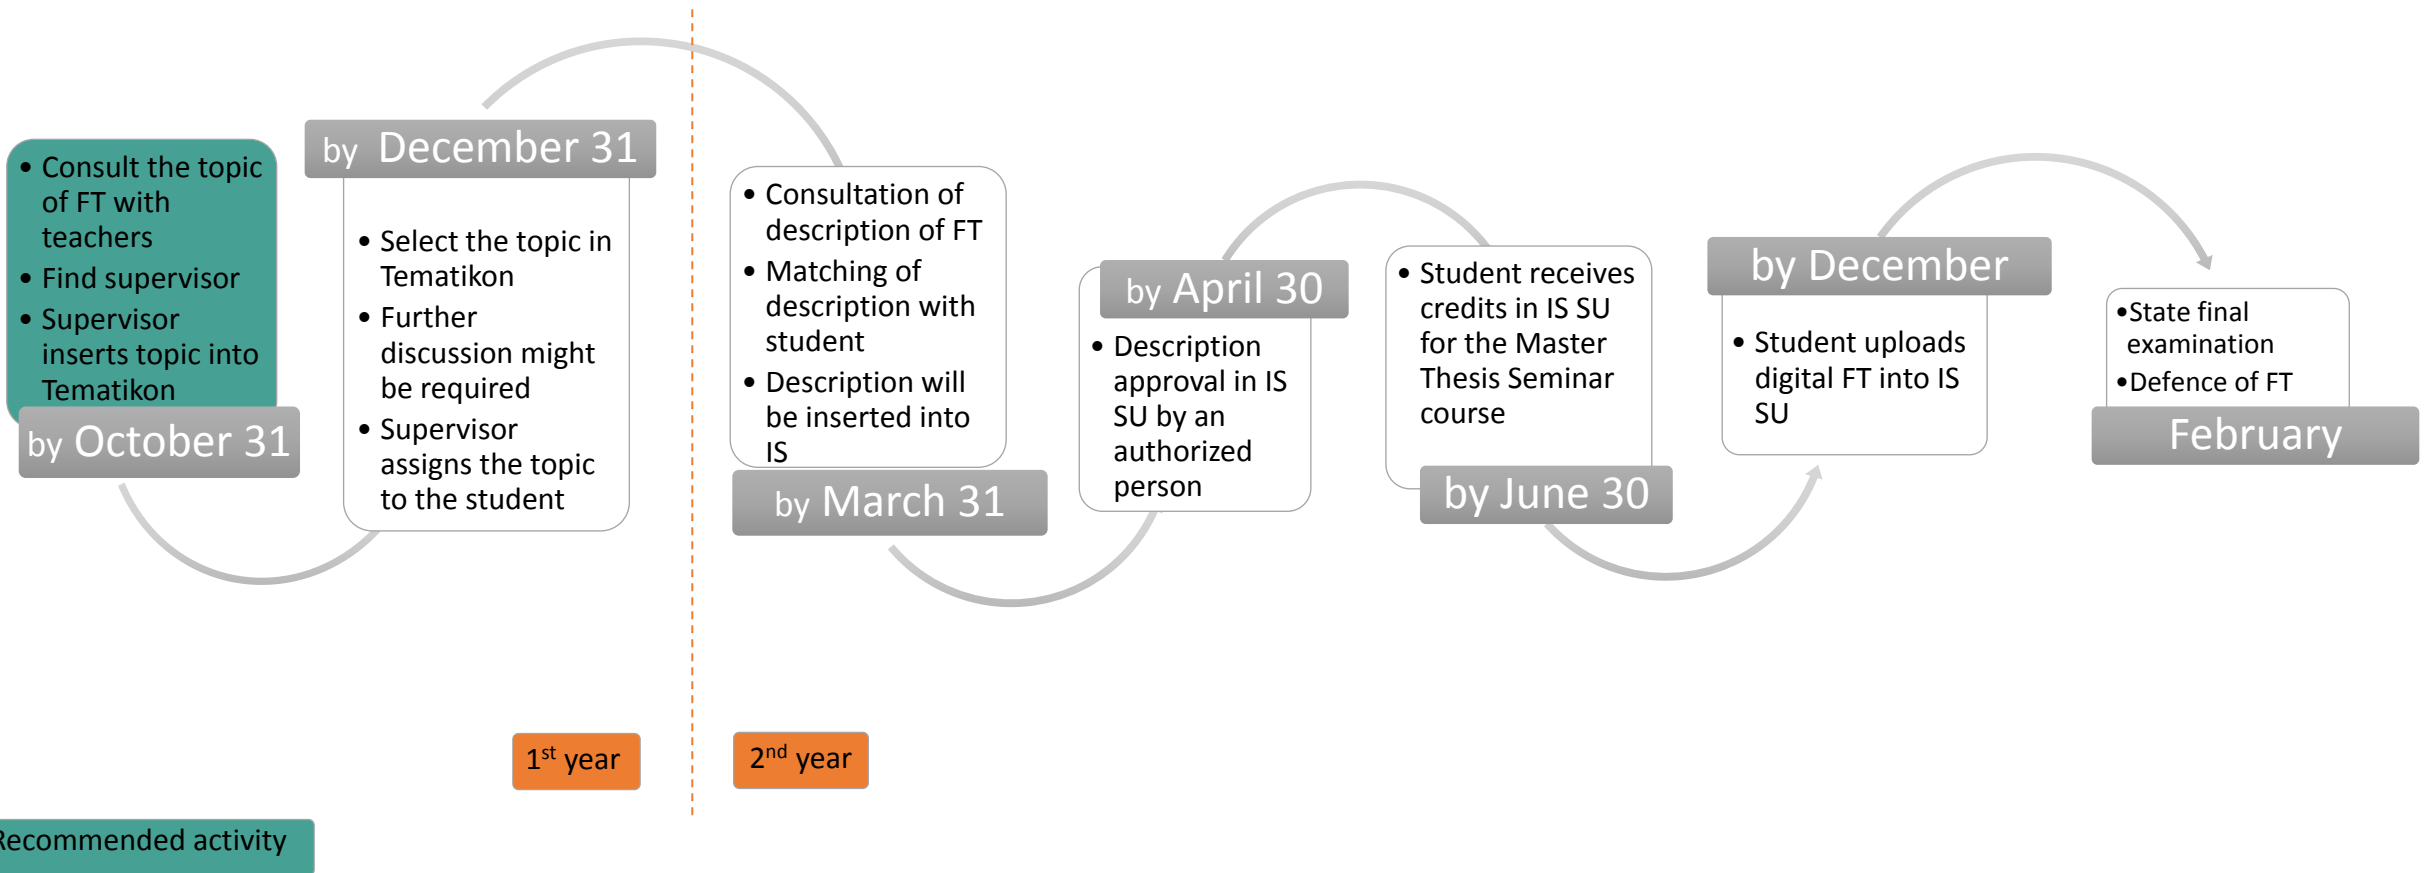 • Consult the topic
of FT with
teachers
• Find supervisor
• Supervisor
inserts topic into
Tematikon
by October 31
by December 31
• Select the topic in
Tematikon
• Further
discussion might
be required
• Supervisor
assigns the topic
to the student
• Consultation of
description of FT
• Matching of
description with
student
• Description will
be inserted into
IS
by March 31
by April 30
• Description
approval in IS
SU by an
authorized
person
• Student receives
credits in IS SU
for the Master
Thesis Seminar
course
by June 30
by December
• Student uploads
digital FT into IS
SU
•State final
examination
•Defence of FT
February
1st year
2nd year
Recommended activity